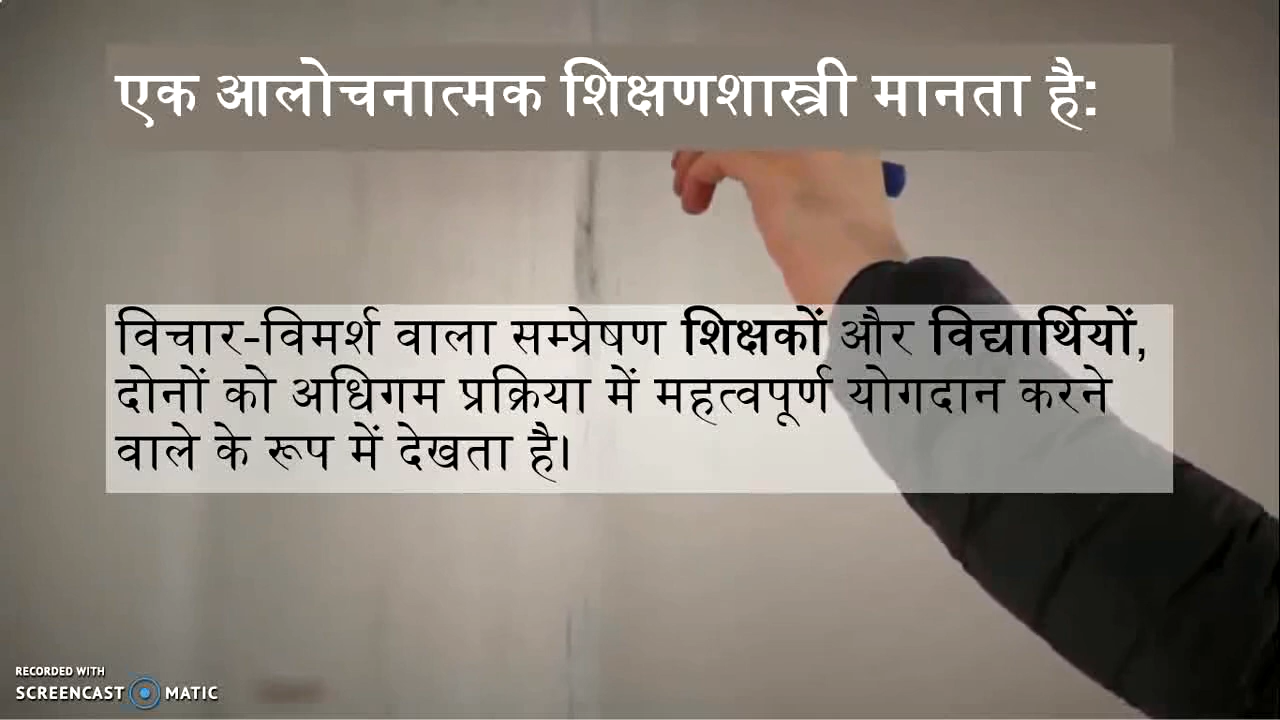 एक आलोचनात्मक शिक्षणशास्त्री मानता है:
विचार-विमर्श वाला सम्प्रेषण शिक्षकों और विद्यार्थियों,
दोनों को अधिगम प्रक्रिया में महत्वपूर्ण योगदान करने
वाले के रूप में देखता है।
RECORDED WITH
SCREENCAST MATIC